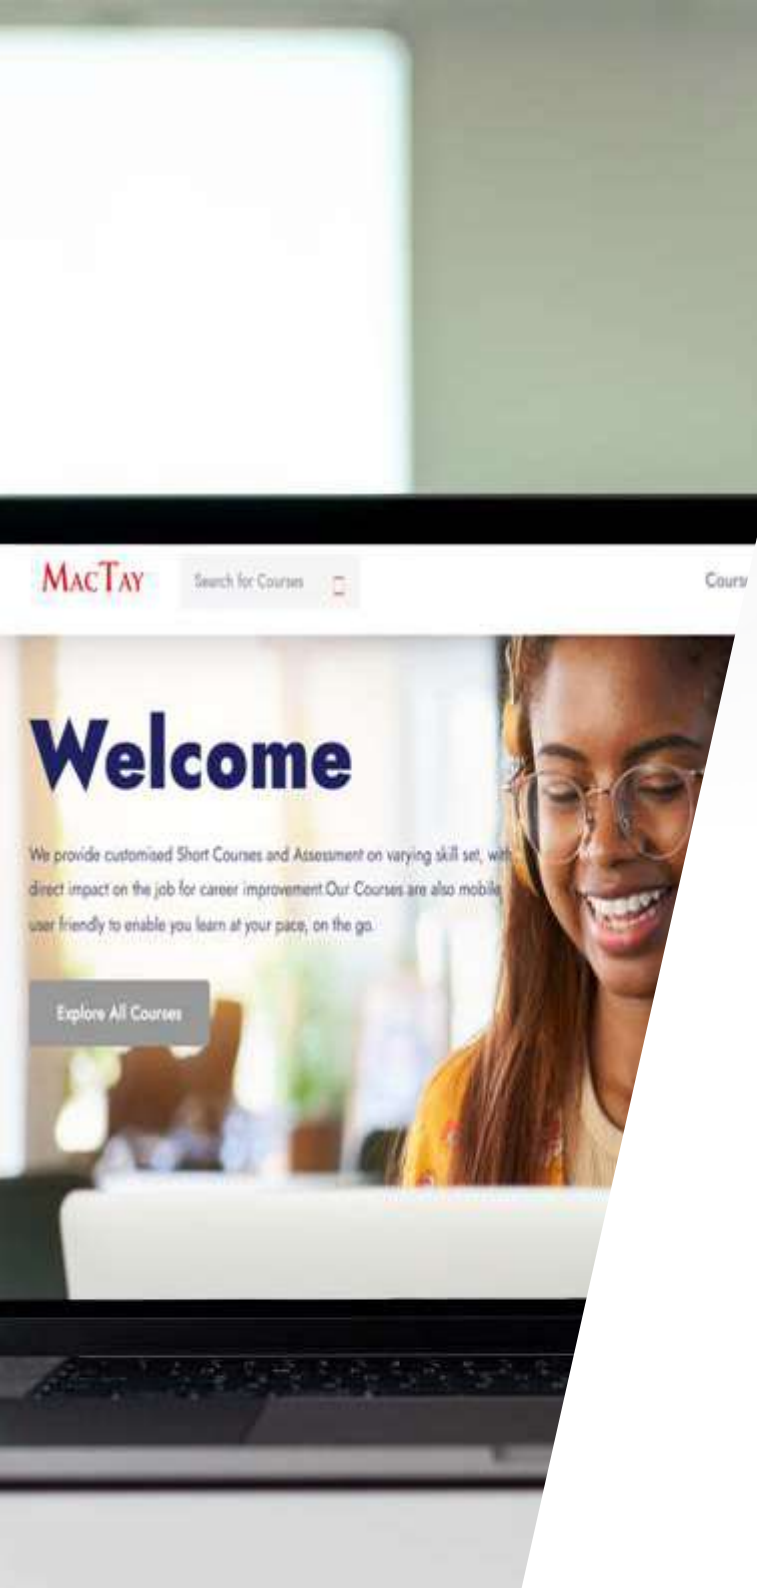 MACTAY
Search for Courses
Cours
Welcome
We provide customised Short Courses and Assessment on varying skill set, with
direct impact on the job for career improvement.Our Courses are also mobile
user friendly to enable you learn at your pace, on the go.
Explore All Courses